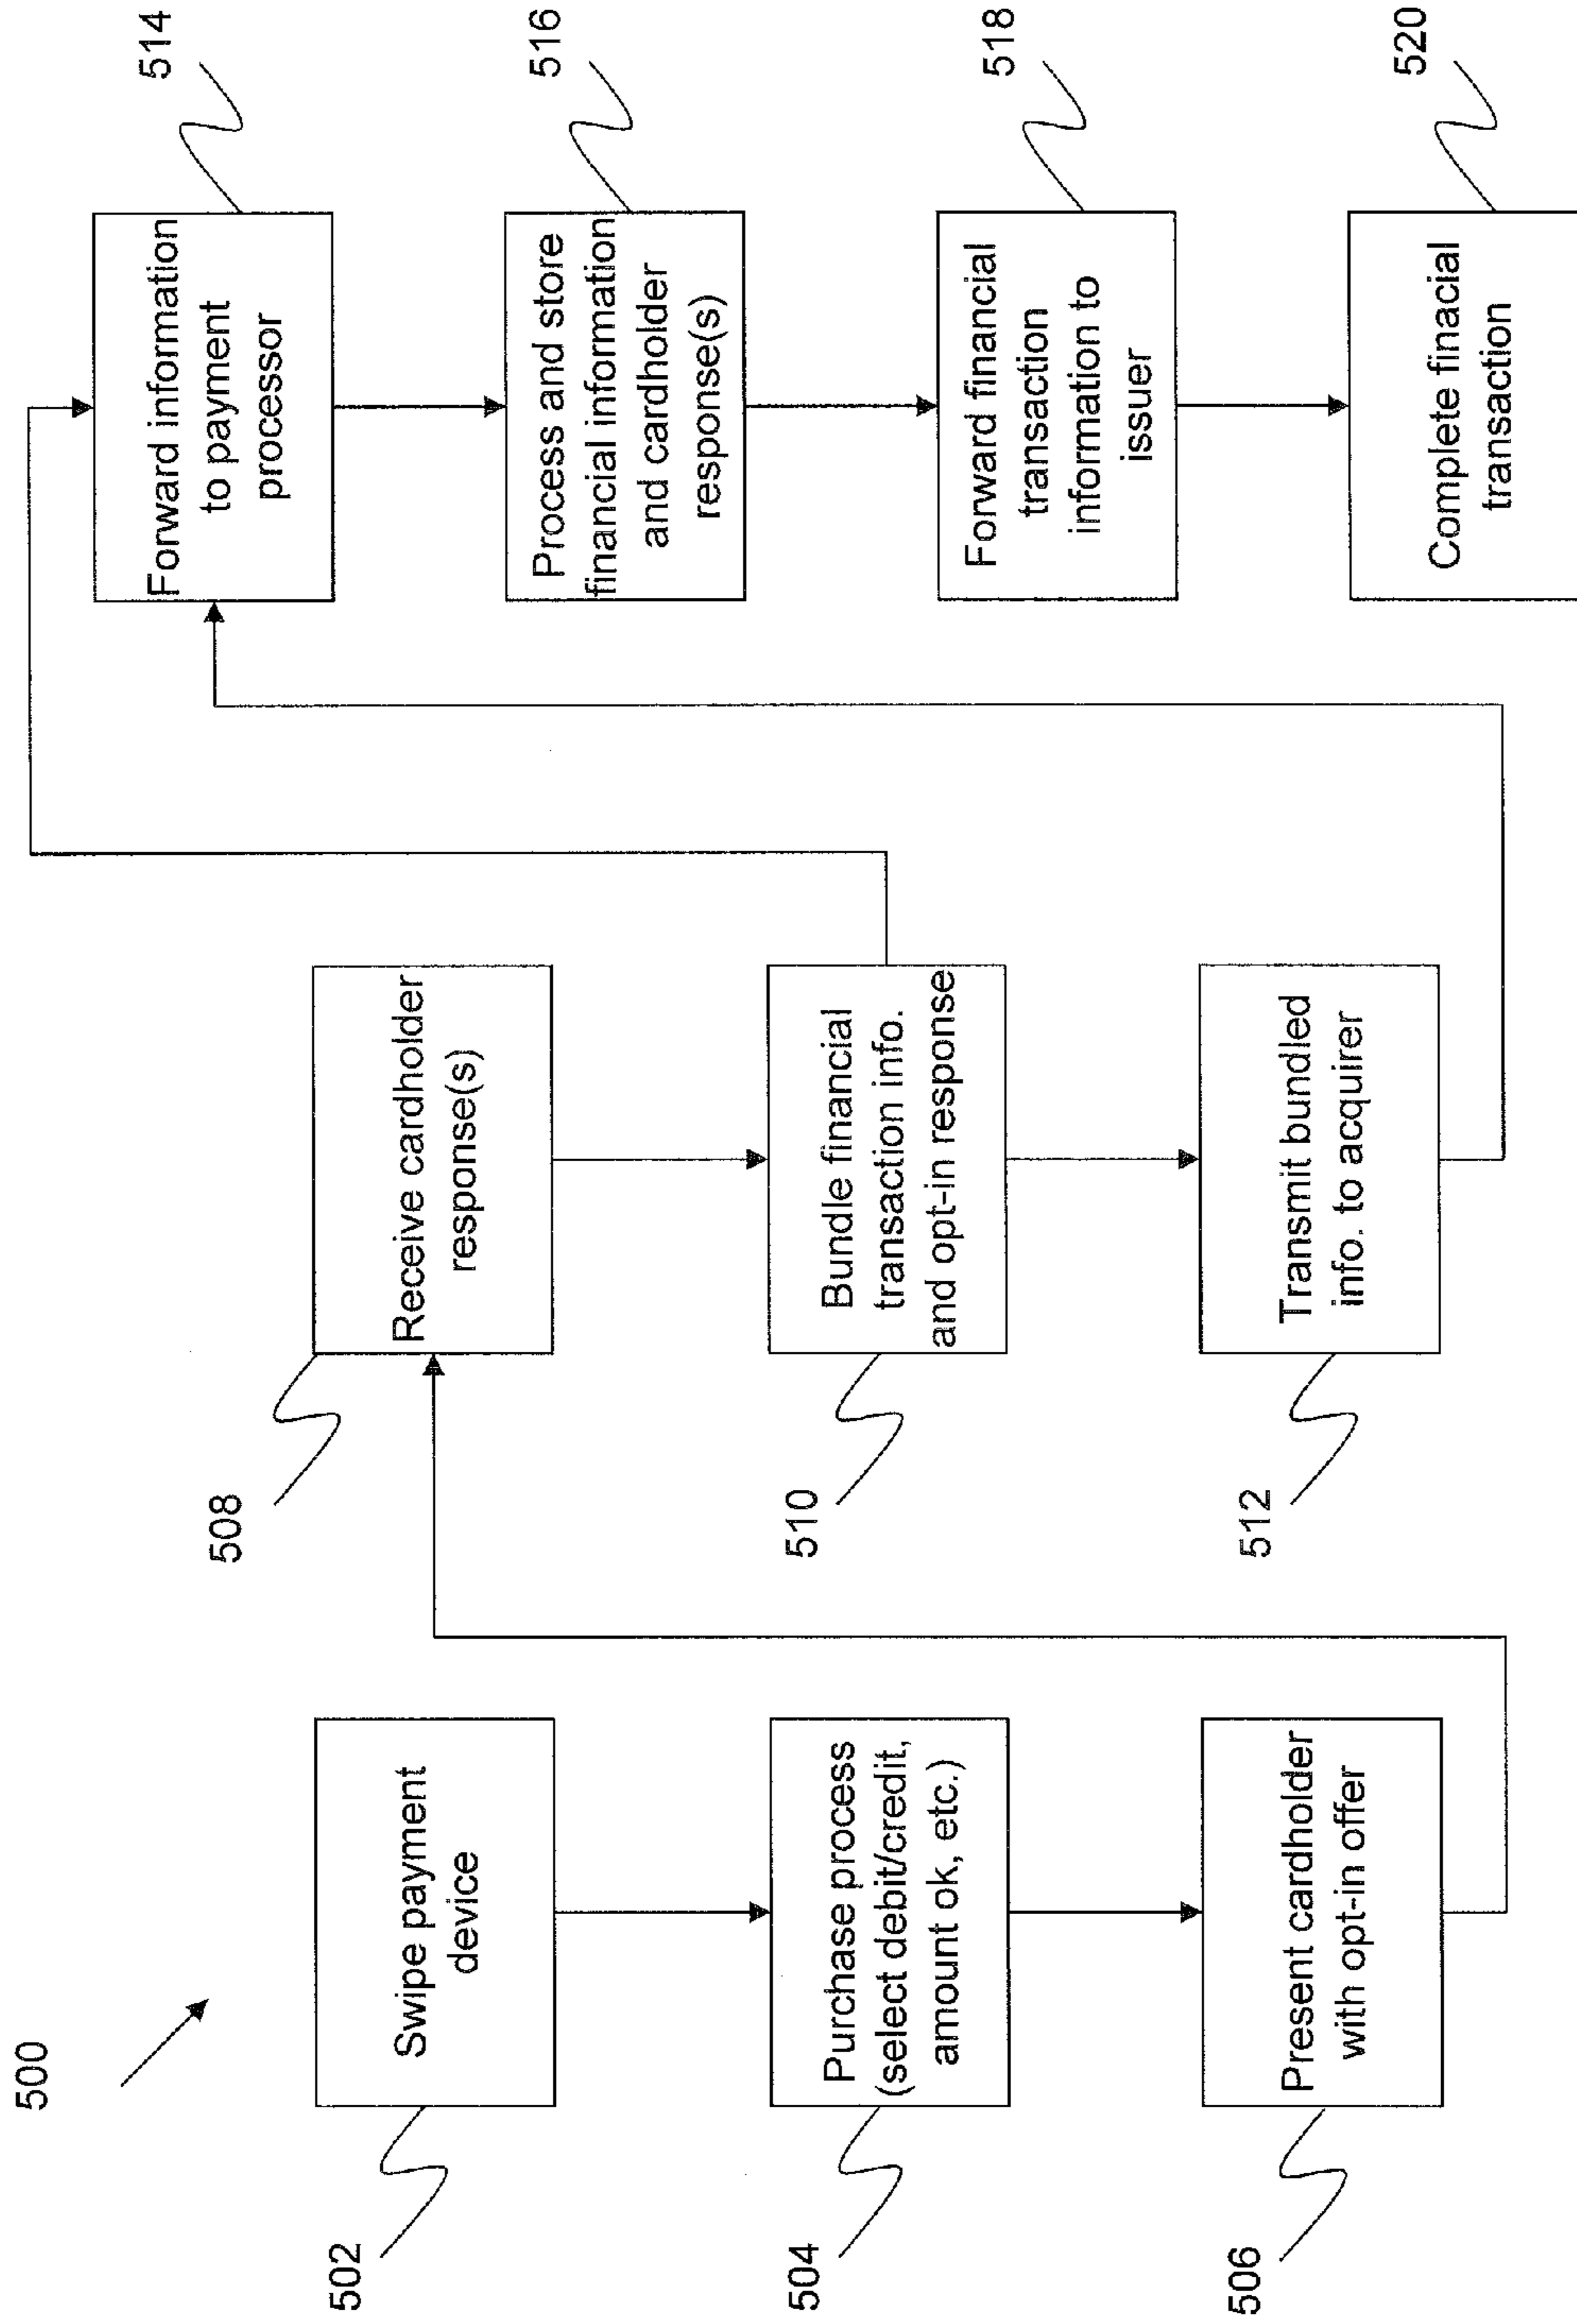 500
502
Swipe payment
device
504
Purchase process
(select debit/credit,
amount ok, etc.)
506
Present cardholder
with opt-in offer
508
Receive cardholder
response(s)
510
Bundle financial
transaction info.
and opt-in response
512
Transmit bundled
info. to acquirer
514
Forward information
to payment
processor
516
Process and store
financial information
and cardholder
response(s)
518
Forward financial
transaction
information to
issuer
520
Complete finacial
transaction